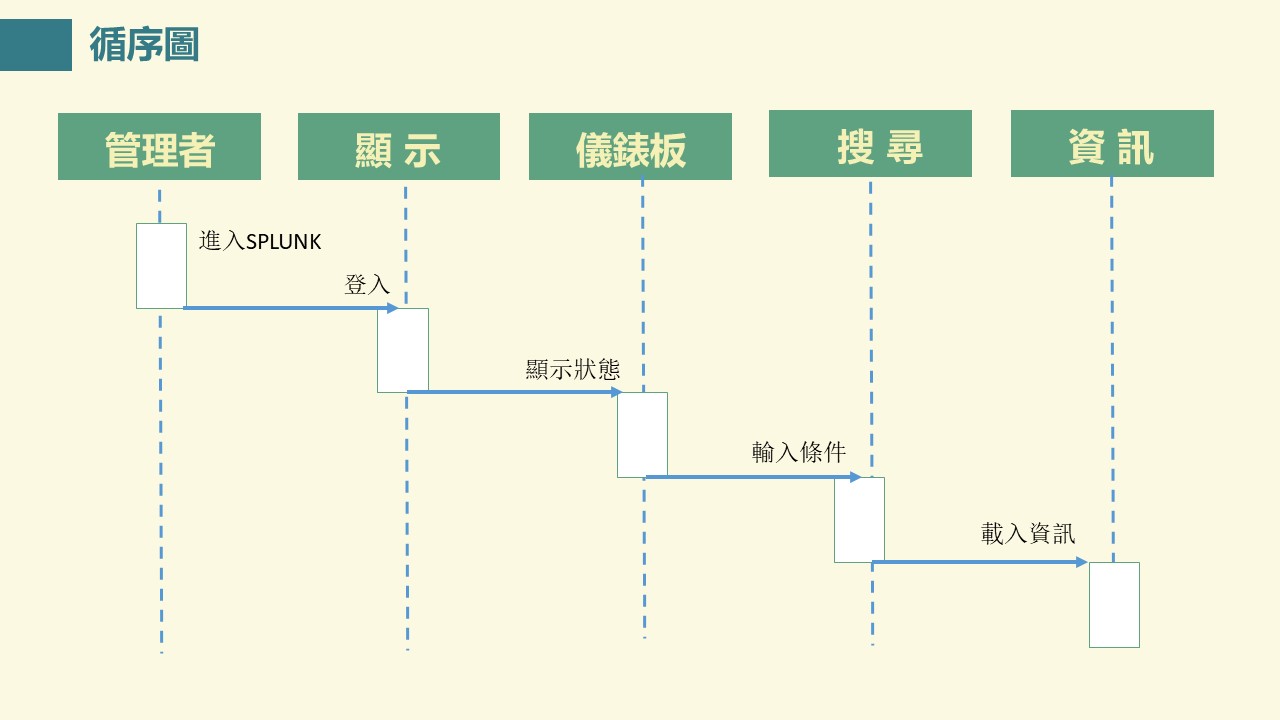 循序圖
管理者
顯 示
儀錶板
搜 尋
資 訊
進入SPLUNK
登入
顯示狀態
輸入條件
載入資訊